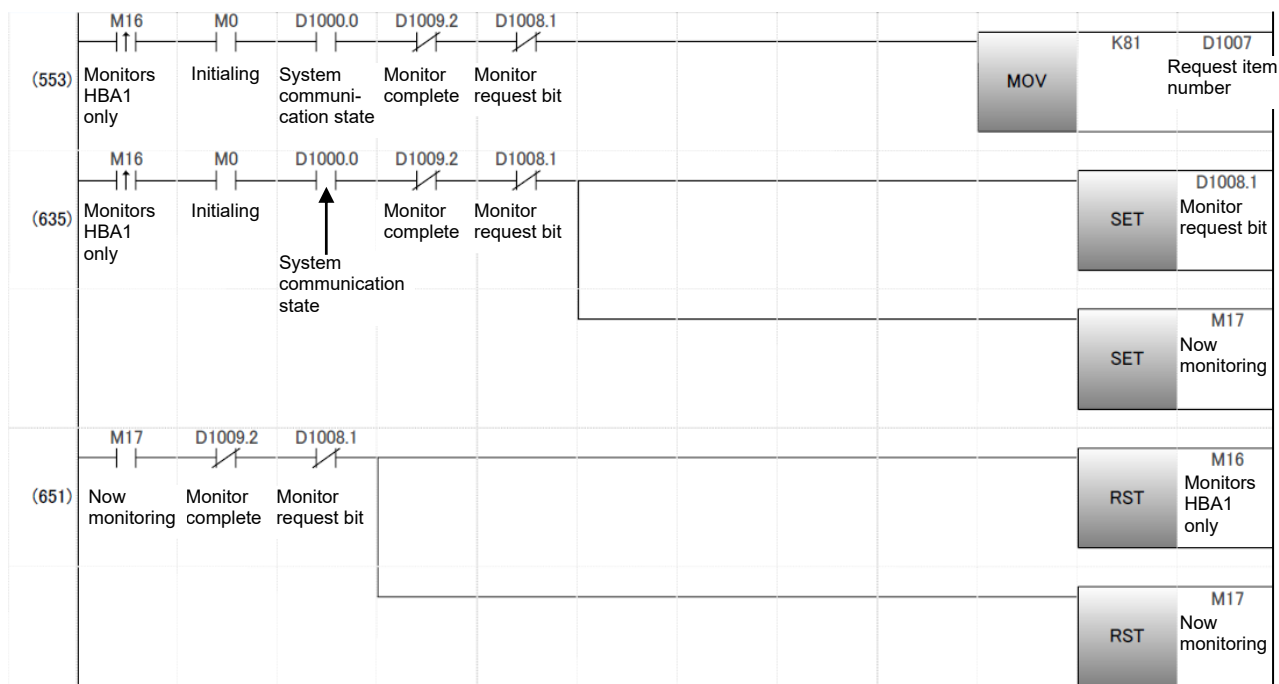 M16 M0 D1000.0 D1009.2 D1008.1
K81 D1007
(553)
Monitors
HBA1
only
Initialing
System
communi-
cation state
Monitor
complete
Monitor
request bit
MOV
Request item
number
M16 M0 D1000.0 D1009.2 D1008.1
D1008.1
(635)
Monitors
HBA1
only
Initialing
System
communication
state
Monitor
complete
Monitor
request bit
SET
Monitor
request bit
M17
SET
Now
monitoring
M17 D1009.2 D1008.1
M16
(651)
Now
monitoring
Monitor
complete
Monitor
request bit
RST
Monitors
HBA1
only
M17
RST
Now
monitoring